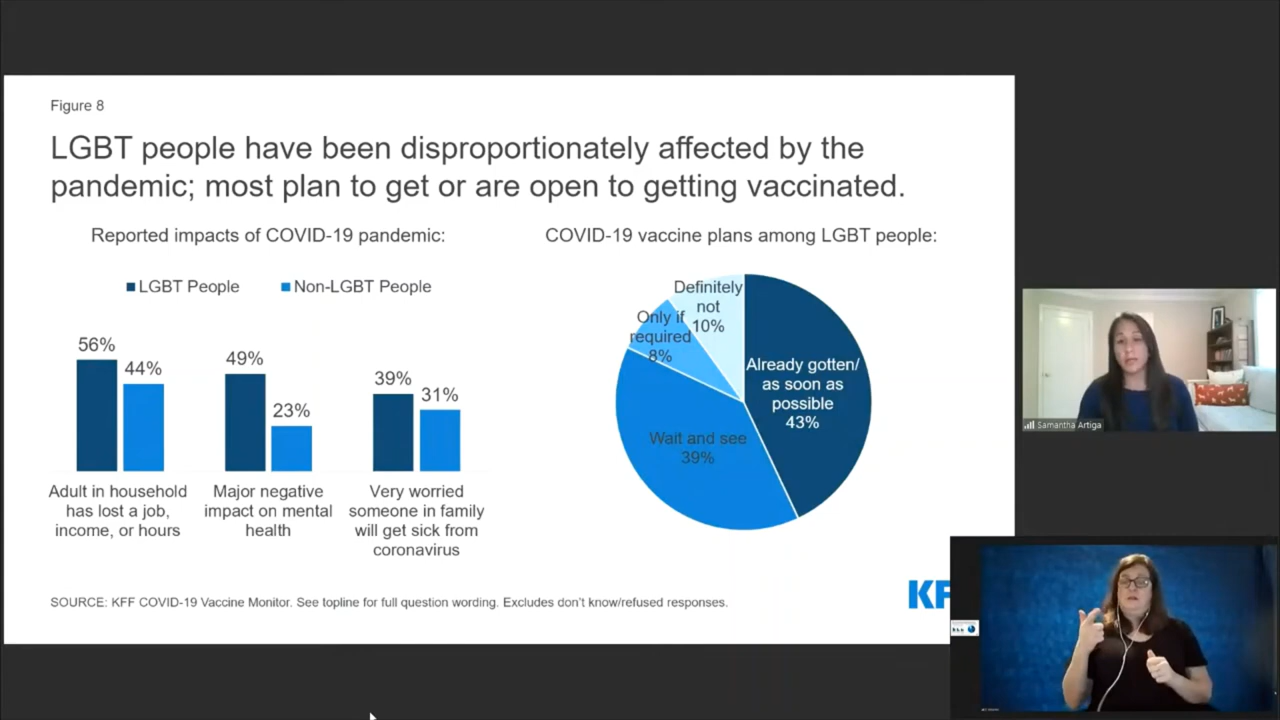 Figure 8
LGBT people have been disproportionately affected by the
pandemic; most plan to get or are open to getting vaccinated.
Reported impacts of COVID-19 pandemic:
LGBT People
Non-LGBT People
56%
44%
49%
23%
39%
31%
Adult in household
has lost a job,
income, or hours
Major negative
impact on mental
health
Very worried
someone in family
will get sick from
coronavirus
COVID-19 vaccine plans among LGBT people:
Definitely
not
10%
Only if
required
8%
Already gotten/
as soon as
possible
43%
Wait and see
39%
SOURCE: KFF COVID-19 Vaccine Monitor. See topline for full question wording. Excludes don't know/refused responses.
KF
Samantha Artiga